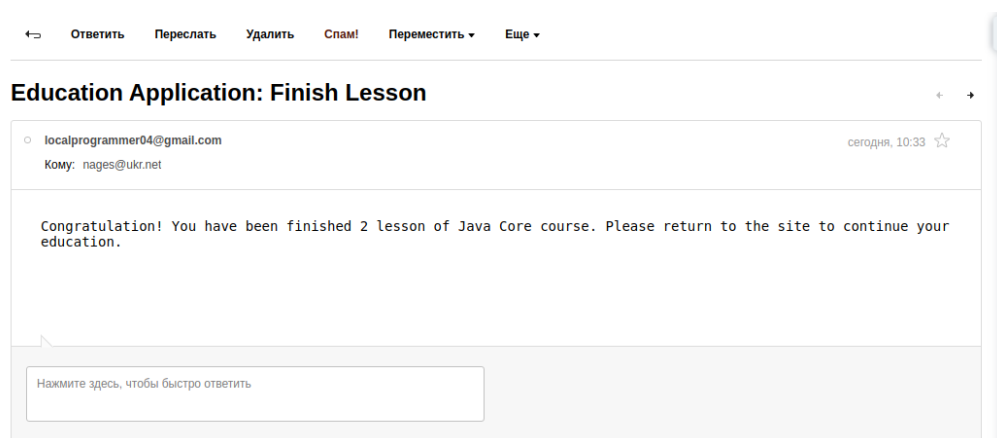 Ответить Переслать Удалить Спам! Переместить Еще
Education Application: Finish Lesson
localprogrammer04@gmail.com сегодня, 10:33
Кому: nages@ukr.net
Congratulation! You have been finished 2 lesson of Java Core course. Please return to the site to continue your
education.
Нажмите здесь, чтобы быстро ответить